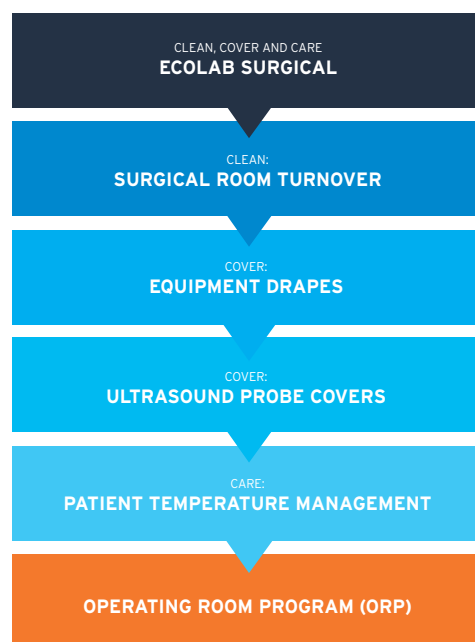 CLEAN, COVER AND CARE
ECOLAB SURGICAL
CLEAN:
SURGICAL ROOM TURNOVER
COVER:
EQUIPMENT DRAPES
COVER:
ULTRASOUND PROBE COVERS
CARE:
PATIENT TEMPERATURE MANAGEMENT
OPERATING ROOM PROGRAM (ORP)